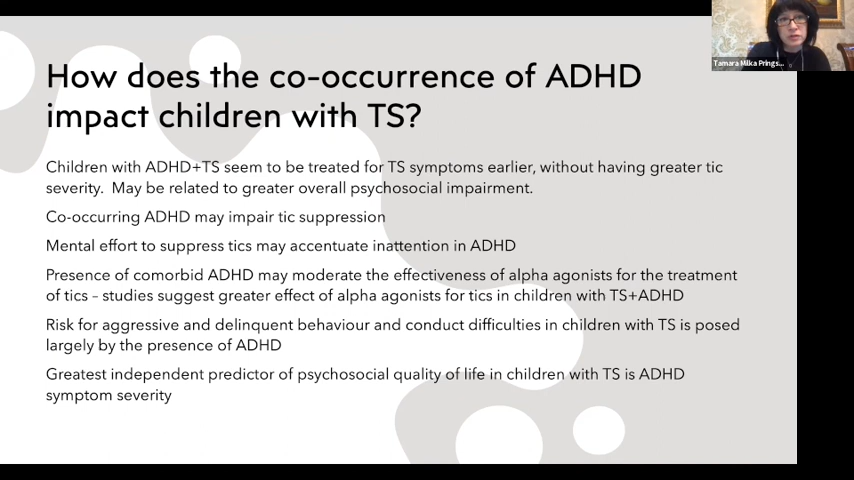 How does the co-occurrence of ADHD
impact children with TS?
Children with ADHD+TS seem to be treated for TS symptoms earlier, without having greater tic
severity. May be related to greater overall psychosocial impairment.
Co-occurring ADHD may impair tic suppression
Mental effort to suppress tics may accentuate inattention in ADHD
Presence of comorbid ADHD may moderate the effectiveness of alpha agonists for the treatment
of tics – studies suggest greater effect of alpha agonists for tics in children with TS+ADHD
Risk for aggressive and delinquent behaviour and conduct difficulties in children with TS is posed
largely by the presence of ADHD
Greatest independent predictor of psychosocial quality of life in children with TS is ADHD
symptom severity
Tamara Milka Prings...